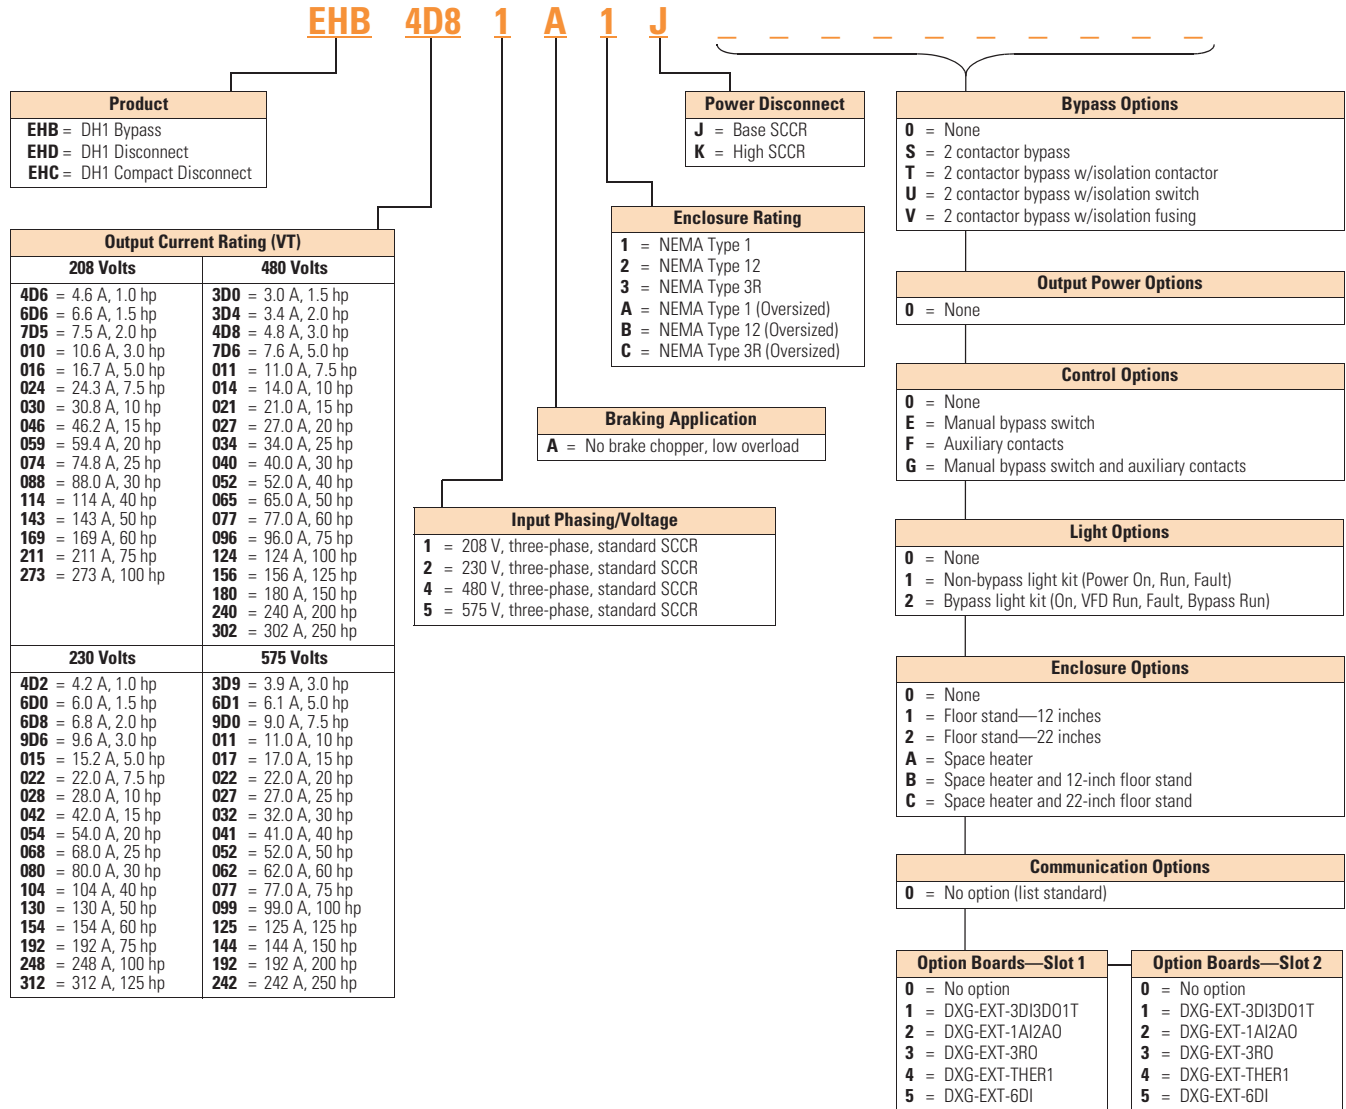 EHB 4D8 1 A 1 J _ _ _ _ _ _ _ _ _ _
Product
EHB = DH1 Bypass
EHD = DH1 Disconnect
EHC = DH1 Compact Disconnect
Power Disconnect
J = Base SCCR
K = High SCCR
Bypass Options
0 = None
S = 2 contactor bypass
T = 2 contactor bypass w/isolation contactor
U = 2 contactor bypass w/isolation switch
V = 2 contactor bypass w/isolation fusing
Enclosure Rating
1 = NEMA Type 1
2 = NEMA Type 12
3 = NEMA Type 3R
A = NEMA Type 1 (Oversized)
B = NEMA Type 12 (Oversized)
C = NEMA Type 3R (Oversized)
Output Current Rating (VT)
208 Volts
4D6 = 4.6 A, 1.0 hp
6D6 = 6.6 A, 1.5 hp
7D5 = 7.5 A, 2.0 hp
010 = 10.6 A, 3.0 hp
016 = 16.7 A, 5.0 hp
024 = 24.3 A, 7.5 hp
030 = 30.8 A, 10 hp
046 = 46.2 A, 15 hp
059 = 59.4 A, 20 hp
074 = 74.8 A, 25 hp
088 = 88.0 A, 30 hp
114 = 114 A, 40 hp
143 = 143 A, 50 hp
169 = 169 A, 60 hp
211 = 211 A, 75 hp
273 = 273 A, 100 hp
480 Volts
3D0 = 3.0 A, 1.5 hp
3D4 = 3.4 A, 2.0 hp
4D8 = 4.8 A, 3.0 hp
7D6 = 7.6 A, 5.0 hp
011 = 11.0 A, 7.5 hp
014 = 14.0 A, 10 hp
021 = 21.0 A, 15 hp
027 = 27.0 A, 20 hp
034 = 34.0 A, 25 hp
040 = 40.0 A, 30 hp
052 = 52.0 A, 40 hp
065 = 65.0 A, 50 hp
077 = 77.0 A, 60 hp
096 = 96.0 A, 75 hp
124 = 124 A, 100 hp
156 = 156 A, 125 hp
180 = 180 A, 150 hp
240 = 240 A, 200 hp
302 = 302 A, 250 hp
230 Volts
4D2 = 4.2 A, 1.0 hp
6D0 = 6.0 A, 1.5 hp
6D8 = 6.8 A, 2.0 hp
9D6 = 9.6 A, 3.0 hp
015 = 15.2 A, 5.0 hp
022 = 22.0 A, 7.5 hp
028 = 28.0 A, 10 hp
042 = 42.0 A, 15 hp
054 = 54.0 A, 20 hp
068 = 68.0 A, 25 hp
080 = 80.0 A, 30 hp
104 = 104 A, 40 hp
130 = 130 A, 50 hp
154 = 154 A, 60 hp
192 = 192 A, 75 hp
248 = 248 A, 100 hp
312 = 312 A, 125 hp
575 Volts
3D9 = 3.9 A, 3.0 hp
6D1 = 6.1 A, 5.0 hp
9D0 = 9.0 A, 7.5 hp
011 = 11.0 A, 10 hp
017 = 17.0 A, 15 hp
022 = 22.0 A, 20 hp
027 = 27.0 A, 25 hp
032 = 32.0 A, 30 hp
041 = 41.0 A, 40 hp
052 = 52.0 A, 50 hp
062 = 62.0 A, 60 hp
077 = 77.0 A, 75 hp
099 = 99.0 A, 100 hp
125 = 125 A, 125 hp
144 = 144 A, 150 hp
192 = 192 A, 200 hp
242 = 242 A, 250 hp
Braking Application
A = No brake chopper, low overload
Input Phasing/Voltage
1 = 208 V, three-phase, standard SCCR
2 = 230 V, three-phase, standard SCCR
4 = 480 V, three-phase, standard SCCR
5 = 575 V, three-phase, standard SCCR
Output Power Options
0 = None
Control Options
0 = None
E = Manual bypass switch
F = Auxiliary contacts
G = Manual bypass switch and auxiliary contacts
Light Options
0 = None
1 = Non-bypass light kit (Power On, Run, Fault)
2 = Bypass light kit (On, VFD Run, Fault, Bypass Run)
Enclosure Options
0 = None
1 = Floor stand—12 inches
2 = Floor stand—22 inches
A = Space heater
B = Space heater and 12-inch floor stand
C = Space heater and 22-inch floor stand
Communication Options
0 = No option (list standard)
Option Boards—Slot 1
0 = No option
1 = DXG-EXT-3DI3DO1T
2 = DXG-EXT-1AI2AO
3 = DXG-EXT-3RO
4 = DXG-EXT-THER1
5 = DXG-EXT-6DI
Option Boards—Slot 2
0 = No option
1 = DXG-EXT-3DI3DO1T
2 = DXG-EXT-1AI2AO
3 = DXG-EXT-3RO
4 = DXG-EXT-THER1
5 = DXG-EXT-6DI